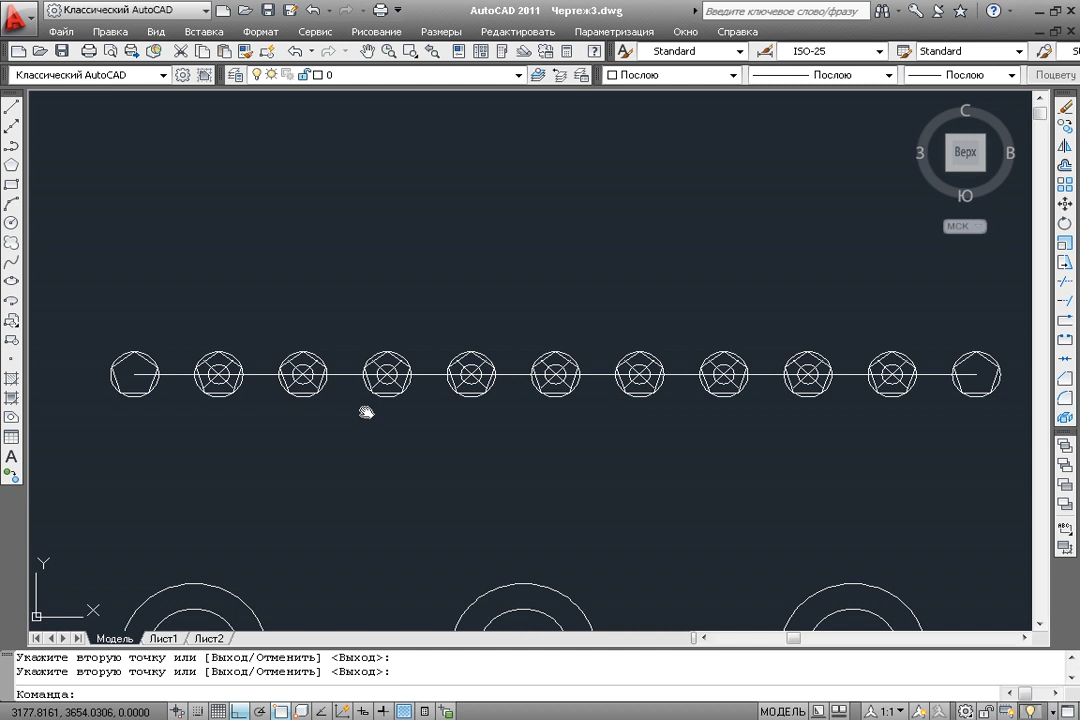 Классический AutoCAD
AutoCAD 2011 Чертеж3.dwg
Введите ключевое слово/фразу
Файл Правка Вид Вставка Формат Сервис Рисование Размеры Редактировать Параметризация Окно Справка
Standard ISO-25 Standard
Классический AutoCAD 0 Послою Послою Послою Поцвету
С
З Верх В
Ю
МСК
Y
X
Модель Лист1 Лист2
Укажите вторую точку или [Выход/Отменить] <Выход>:
Укажите вторую точку или [Выход/Отменить] <Выход>:
Команда:
3177.8161, 3654.0306, 0.0000 МОДЕЛЬ 1:1